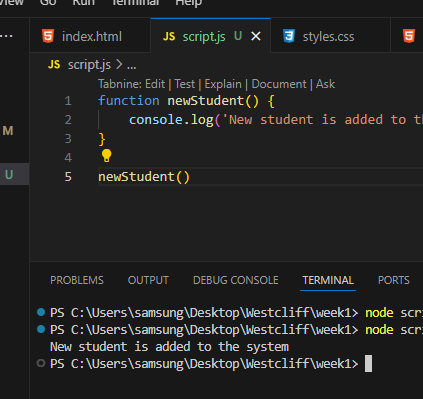 View Go Run Terminal Help
... index.html JS script.js U × styles.css
JS script.js > ...
Tabnine: Edit | Test | Explain | Document | Ask
M
U
1 function newStudent() {
2 console.log('New student is added to th
3 }
4
5 newStudent()
PROBLEMS OUTPUT DEBUG CONSOLE TERMINAL PORTS
PS C:\Users\samsung\Desktop\Westcliff\week1> node scri
PS C:\Users\samsung\Desktop\Westcliff\week1> node scri
New student is added to the system
PS C:\Users\samsung\Desktop\Westcliff\week1>